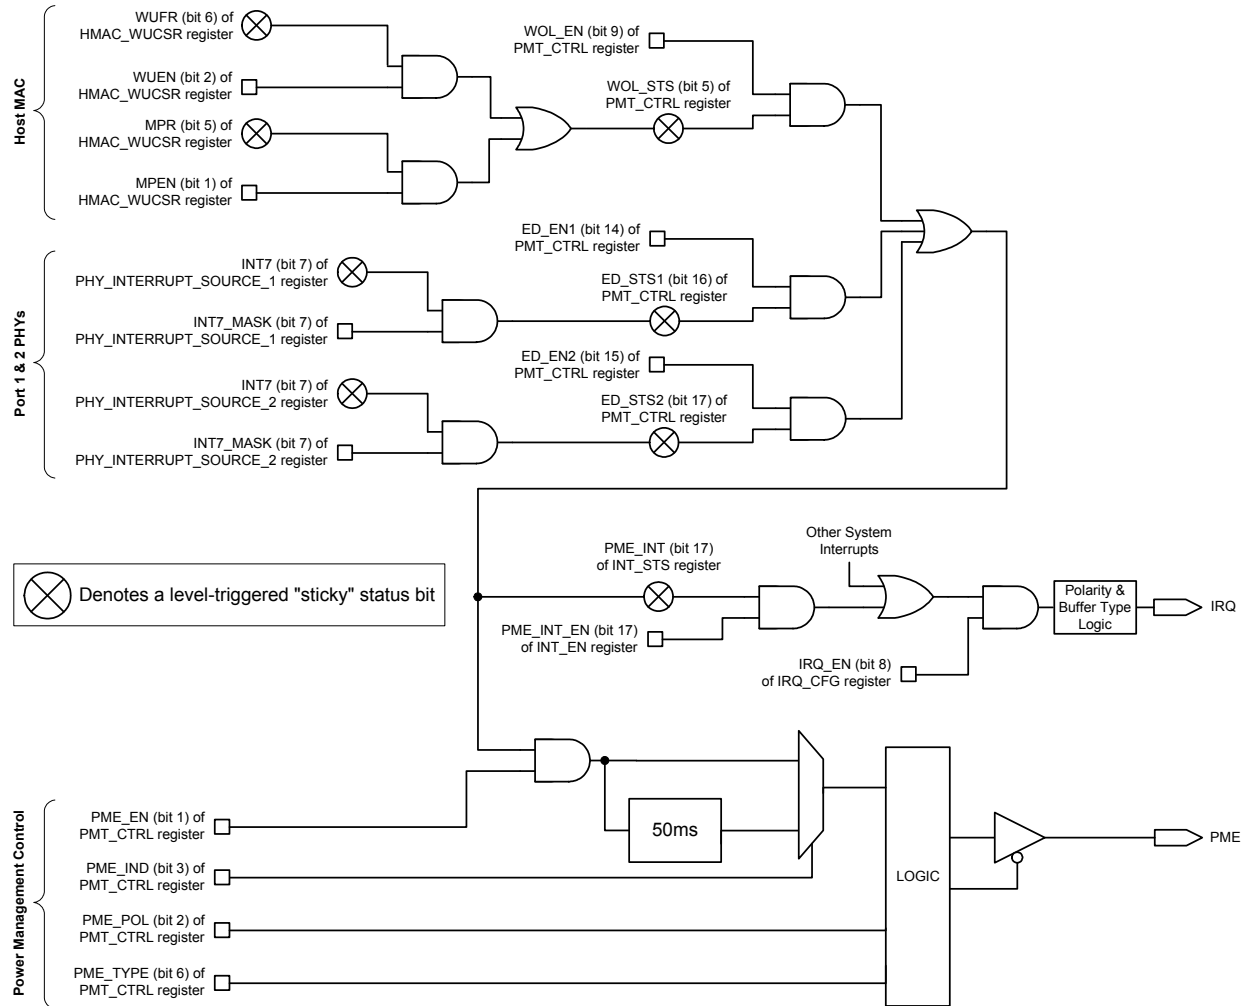 Host MAC
WUFR (bit 6) of
HMAC_WUCSR register
WUEN (bit 2) of
HMAC_WUCSR register
MPR (bit 5) of
HMAC_WUCSR register
MPEN (bit 1) of
HMAC_WUCSR register
WOL_EN (bit 9) of
PMT_CTRL register
WOL_STS (bit 5) of
PMT_CTRL register
Port 1 & 2 PHYs
INT7 (bit 7) of
PHY_INTERRUPT_SOURCE_1 register
INT7_MASK (bit 7) of
PHY_INTERRUPT_SOURCE_1 register
INT7 (bit 7) of
PHY_INTERRUPT_SOURCE_2 register
INT7_MASK (bit 7) of
PHY_INTERRUPT_SOURCE_2 register
ED_EN1 (bit 14) of
PMT_CTRL register
ED_STS1 (bit 16) of
PMT_CTRL register
ED_EN2 (bit 15) of
PMT_CTRL register
ED_STS2 (bit 17) of
PMT_CTRL register
Denotes a level-triggered "sticky" status bit
PME_INT (bit 17)
of INT_STS register
PME_INT_EN (bit 17)
of INT_EN register
Other System
Interrupts
IRQ_EN (bit 8)
of IRQ_CFG register
Polarity &
Buffer Type
Logic
IRQ
Power Management Control
PME_EN (bit 1) of
PMT_CTRL register
PME_IND (bit 3) of
PMT_CTRL register
PME_POL (bit 2) of
PMT_CTRL register
PME_TYPE (bit 6) of
PMT_CTRL register
50ms
LOGIC
PME